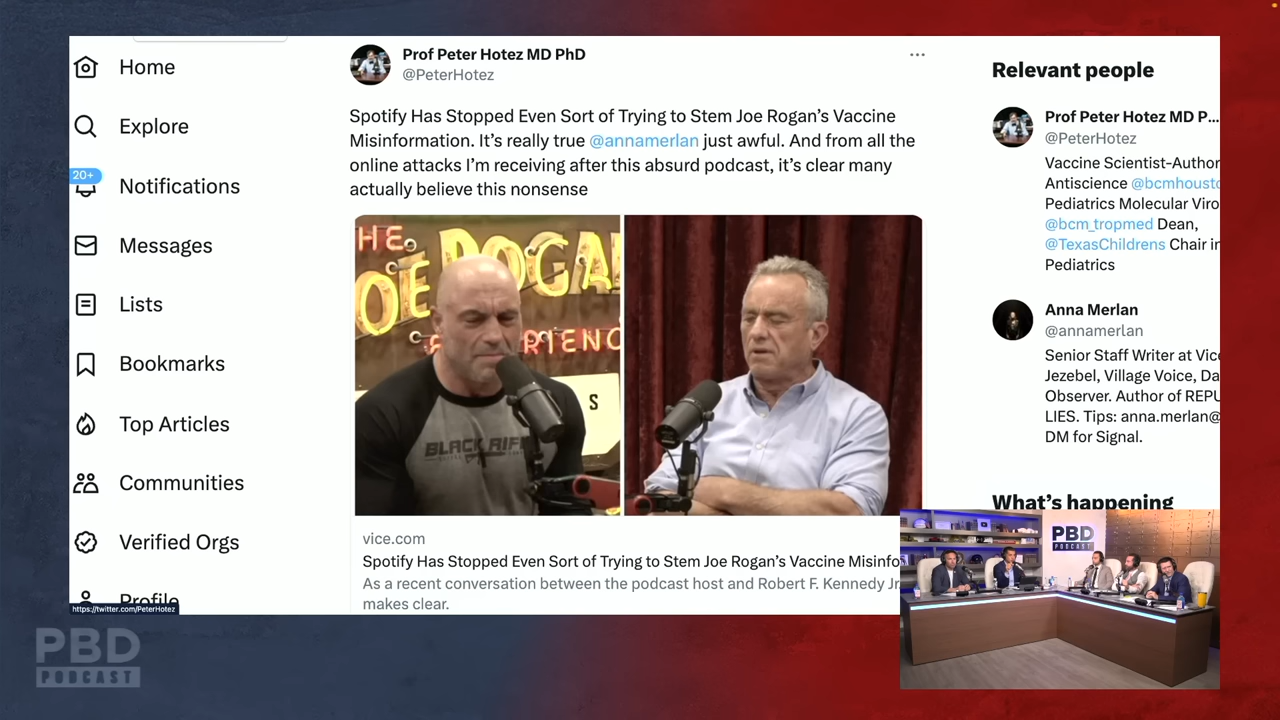 Home
Explore
20+
Notifications
Messages
Lists
Bookmarks
Top Articles
Communities
Verified Orgs
Profile
https://twitter.com/PeterHotez
Prof Peter Hotez MD PhD
@PeterHotez
Spotify Has Stopped Even Sort of Trying to Stem Joe Rogan’s Vaccine
Misinformation. It’s really true @annamerlan just awful. And from all the
online attacks I’m receiving after this absurd podcast, it’s clear many
actually believe this nonsense
HE
OE ROGA
E RIENC
S
BLACK RIF
vice.com
Spotify Has Stopped Even Sort of Trying to Stem Joe Rogan’s Vaccine Misinfo
As a recent conversation between the podcast host and Robert F. Kennedy Jr
makes clear.
Relevant people
Prof Peter Hotez MD P...
@PeterHotez
Vaccine Scientist-Author
Antiscience @bcmhousto
Pediatrics Molecular Viro
@bcm_tropmed Dean,
@TexasChildrens Chair in
Pediatrics
Anna Merlan
@annamerlan
Senior Staff Writer at Vice
Jezebel, Village Voice, Da
Observer. Author of REPU
LIES. Tips: anna.merlan@
DM for Signal.
What’s happening
PBD
PODCAST
PBD
PODCAST